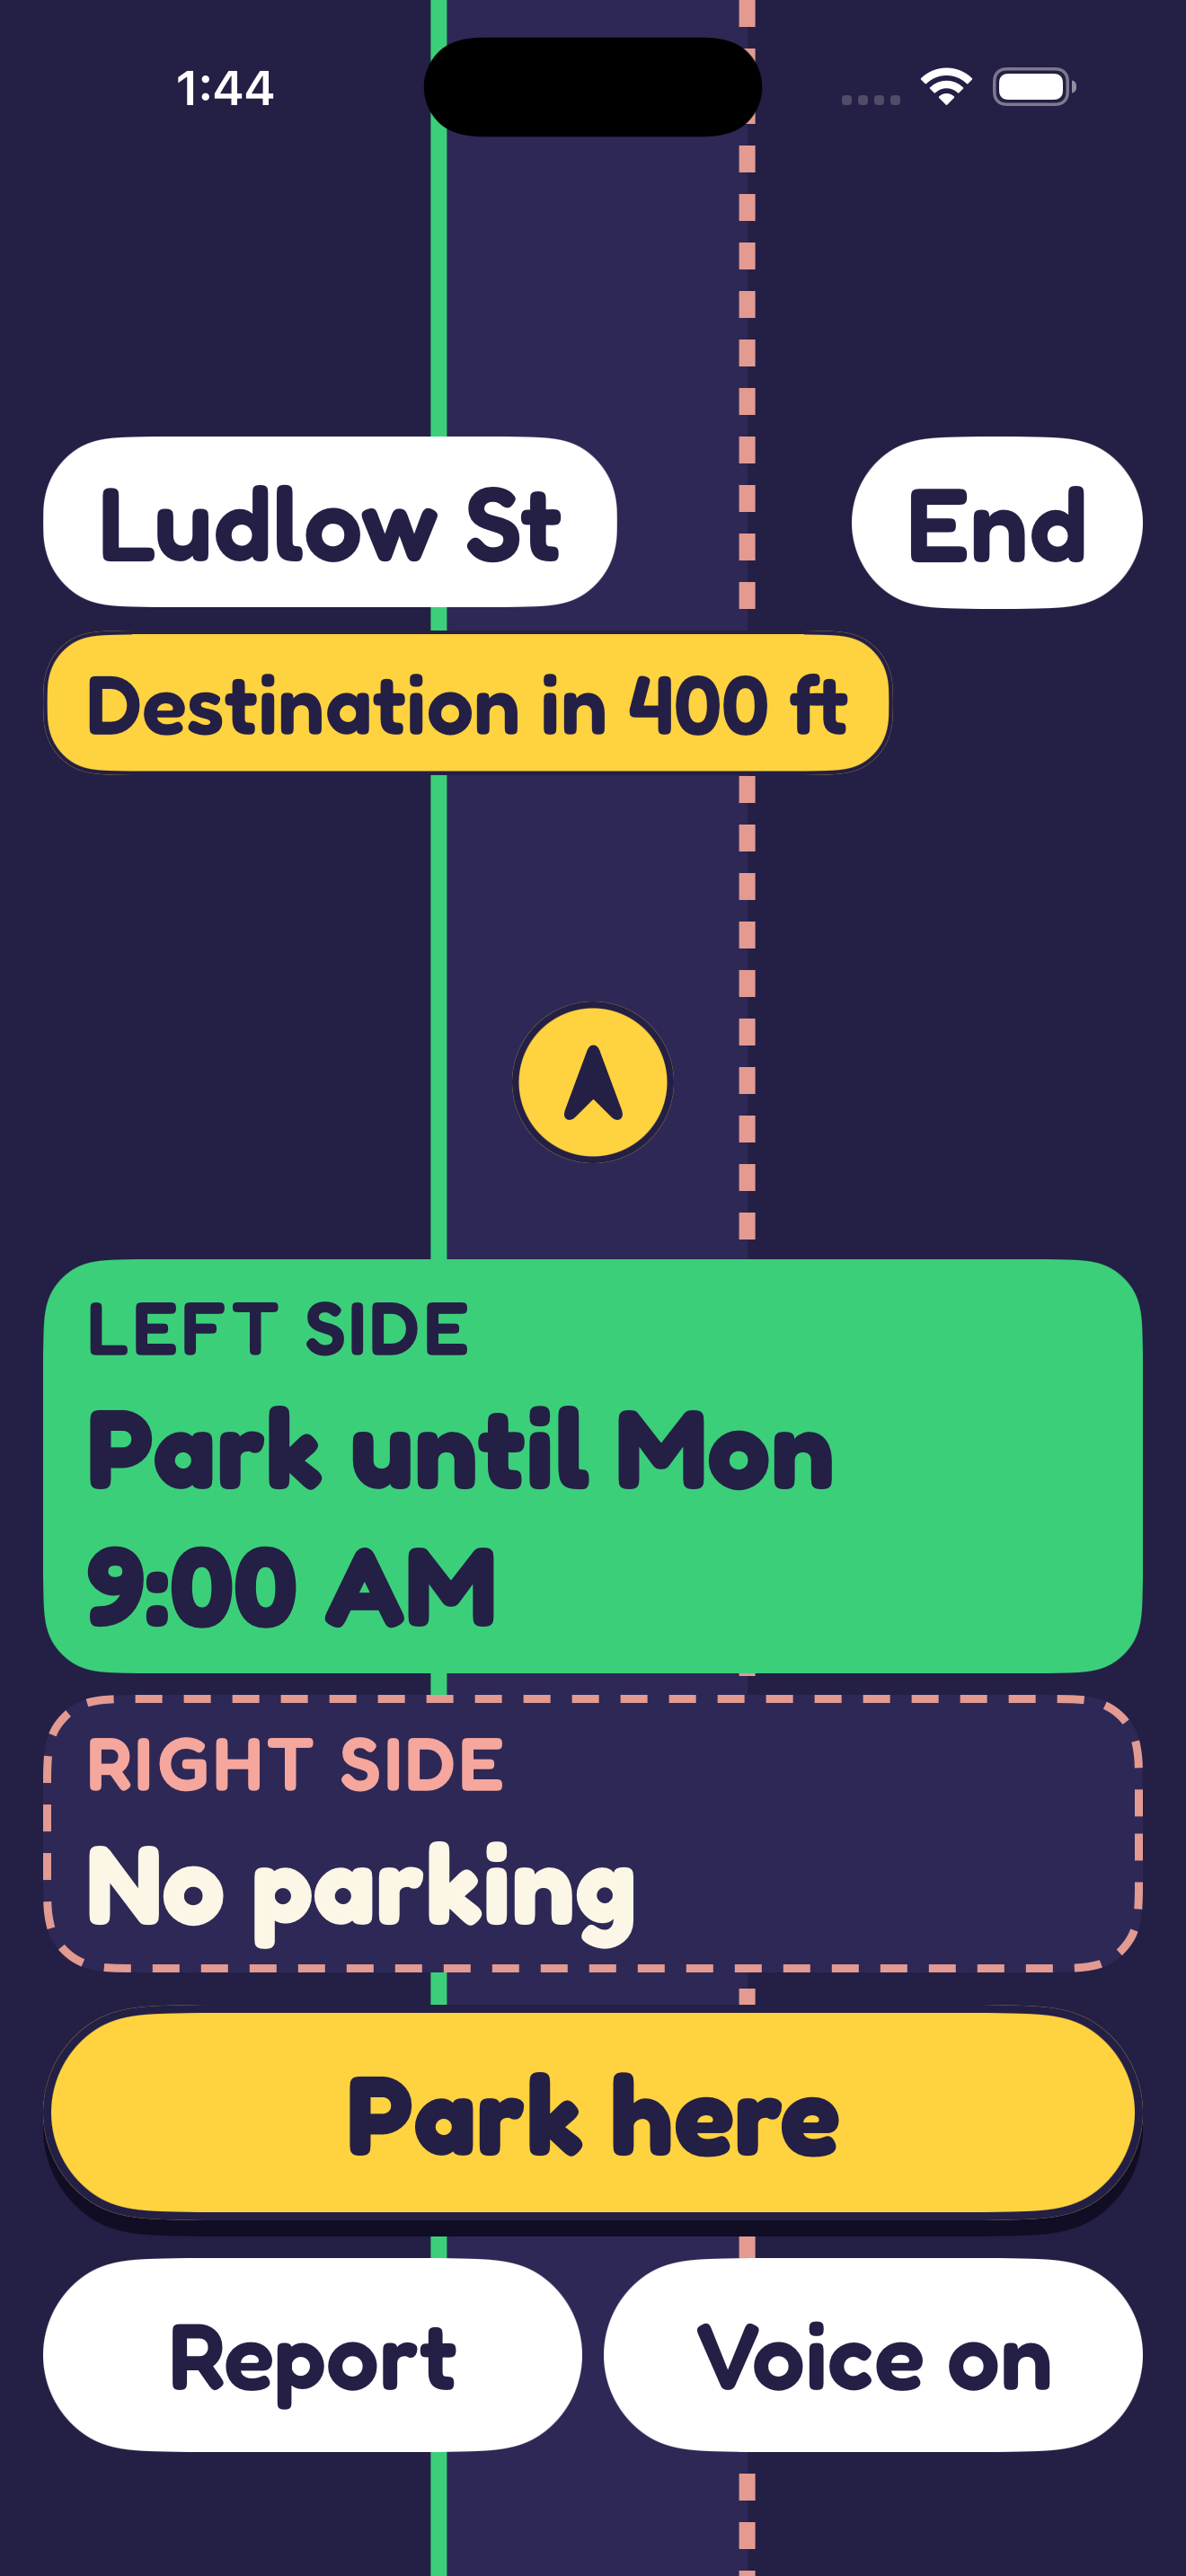 1:44
Ludlow St
End
Destination in 400 ft
LEFT SIDE
Park until Mon
9:00 AM
RIGHT SIDE
No parking
Park here
Report
Voice on